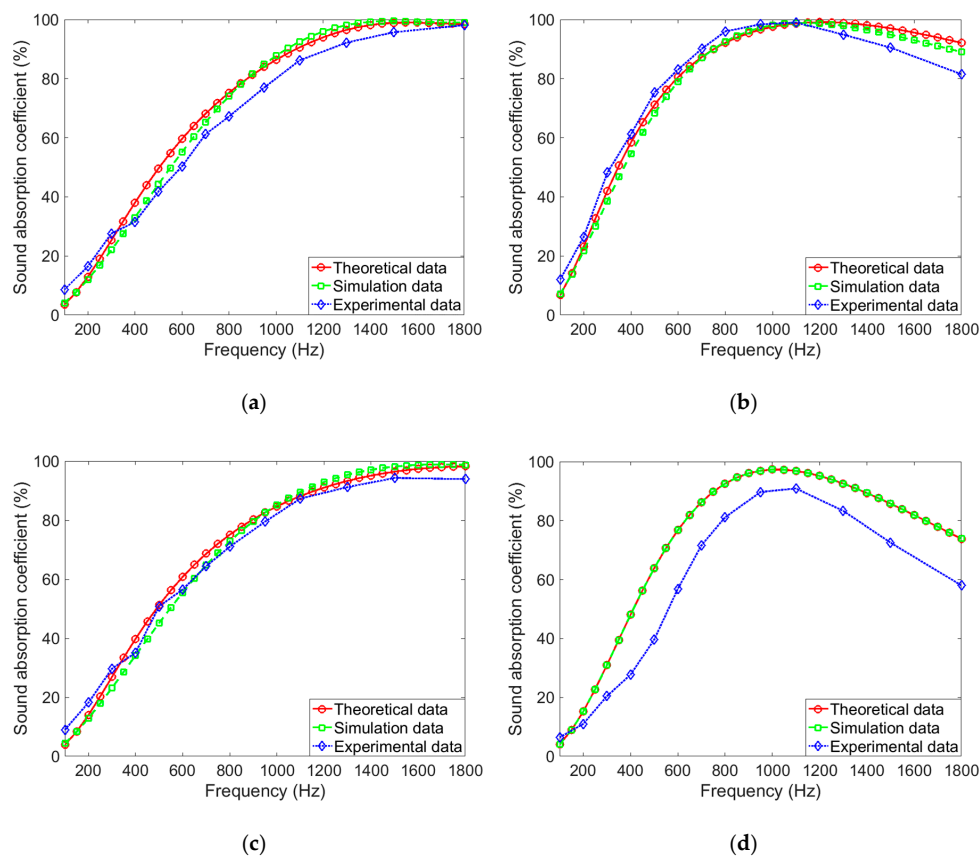 Sound absorption coefficient (%)
100
80
60
40
20
0
Theoretical data
Simulation data
Experimental data
200 400 600 800 1000 1200 1400 1600 1800
Frequency (Hz)
(a)
Sound absorption coefficient (%)
100
80
60
40
20
0
Theoretical data
Simulation data
Experimental data
200 400 600 800 1000 1200 1400 1600 1800
Frequency (Hz)
(b)
Sound absorption coefficient (%)
100
80
60
40
20
0
Theoretical data
Simulation data
Experimental data
200 400 600 800 1000 1200 1400 1600 1800
Frequency (Hz)
(c)
Sound absorption coefficient (%)
100
80
60
40
20
0
Theoretical data
Simulation data
Experimental data
200 400 600 800 1000 1200 1400 1600 1800
Frequency (Hz)
(d)